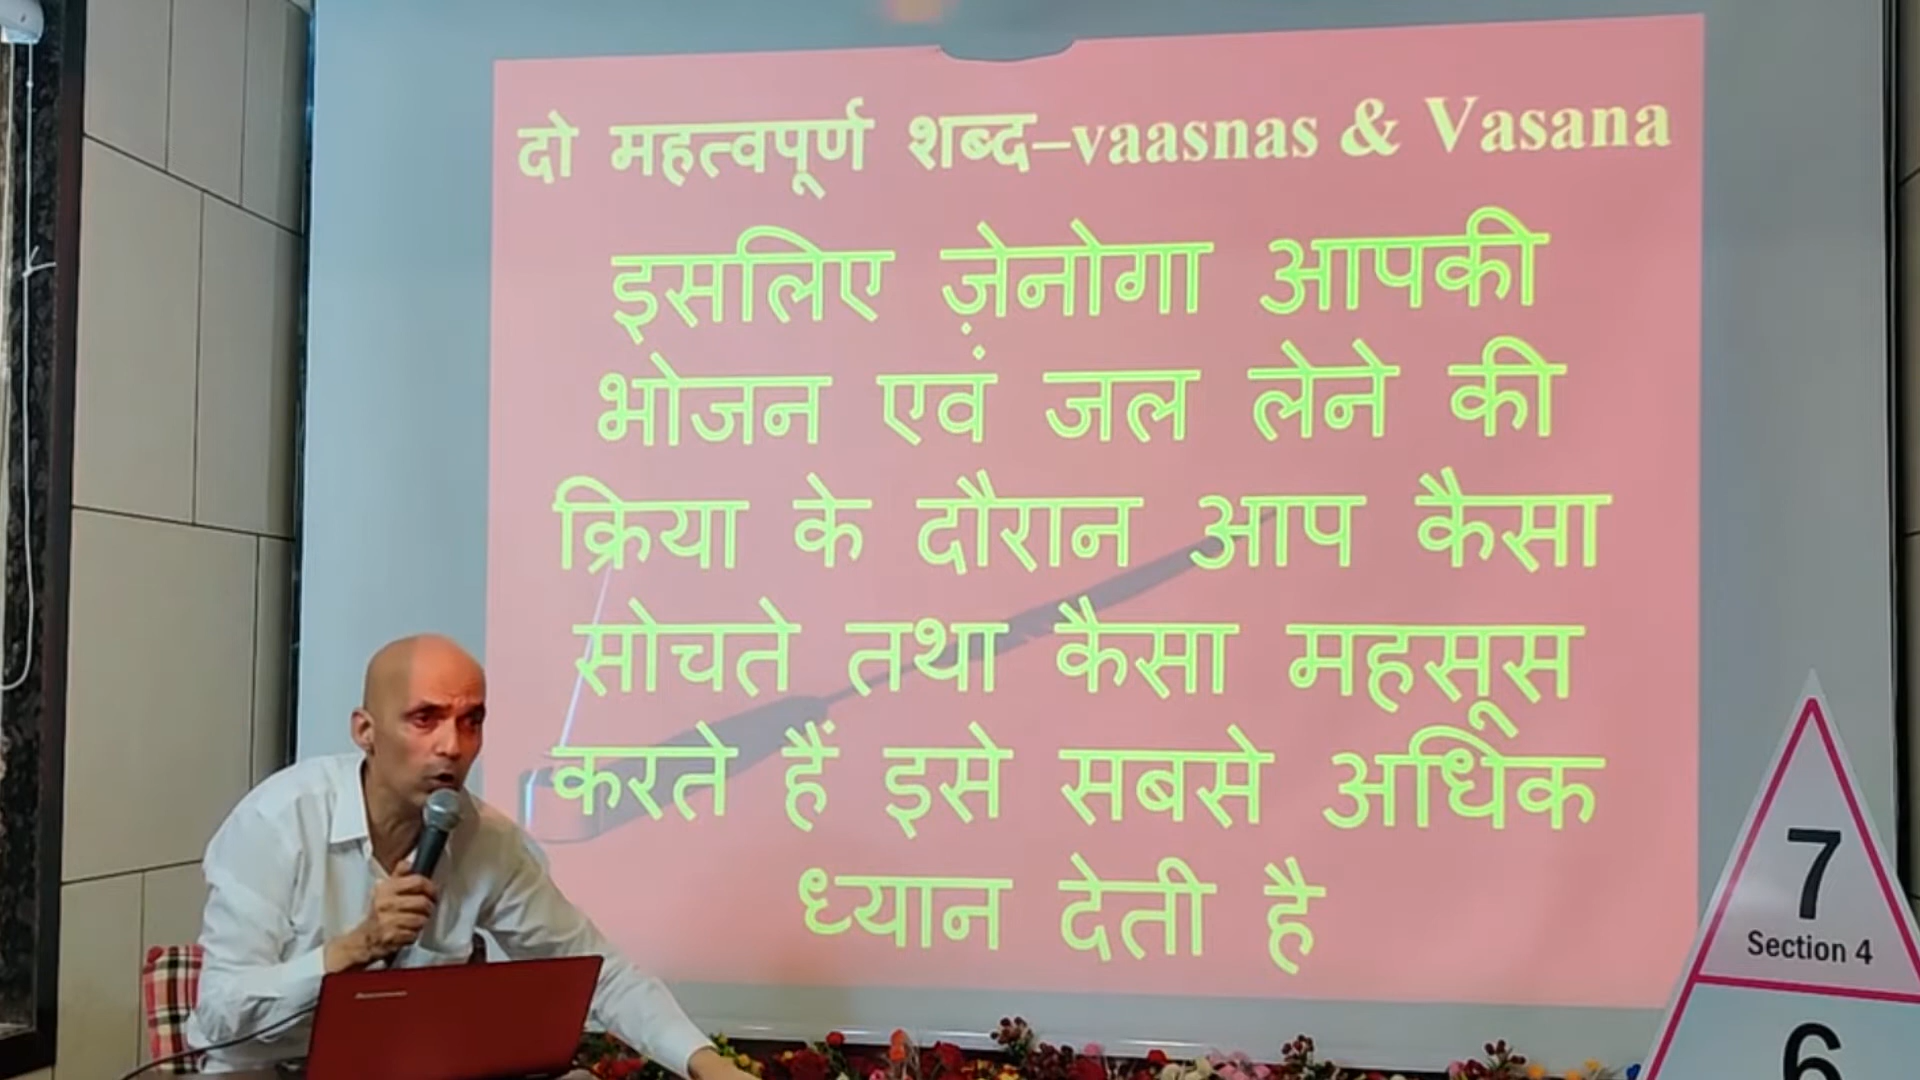 दो महत्वपूर्ण शब्द–vaasnas & Vasana
इसलिए ज़ेनोगा आपकी
भोजन एवं जल लेने की
क्रिया के दौरान आप कैसा
सोचते तथा कैसा महसूस
करते हैं इसे सबसे अधिक
ध्यान देती है
7
Section 4
6